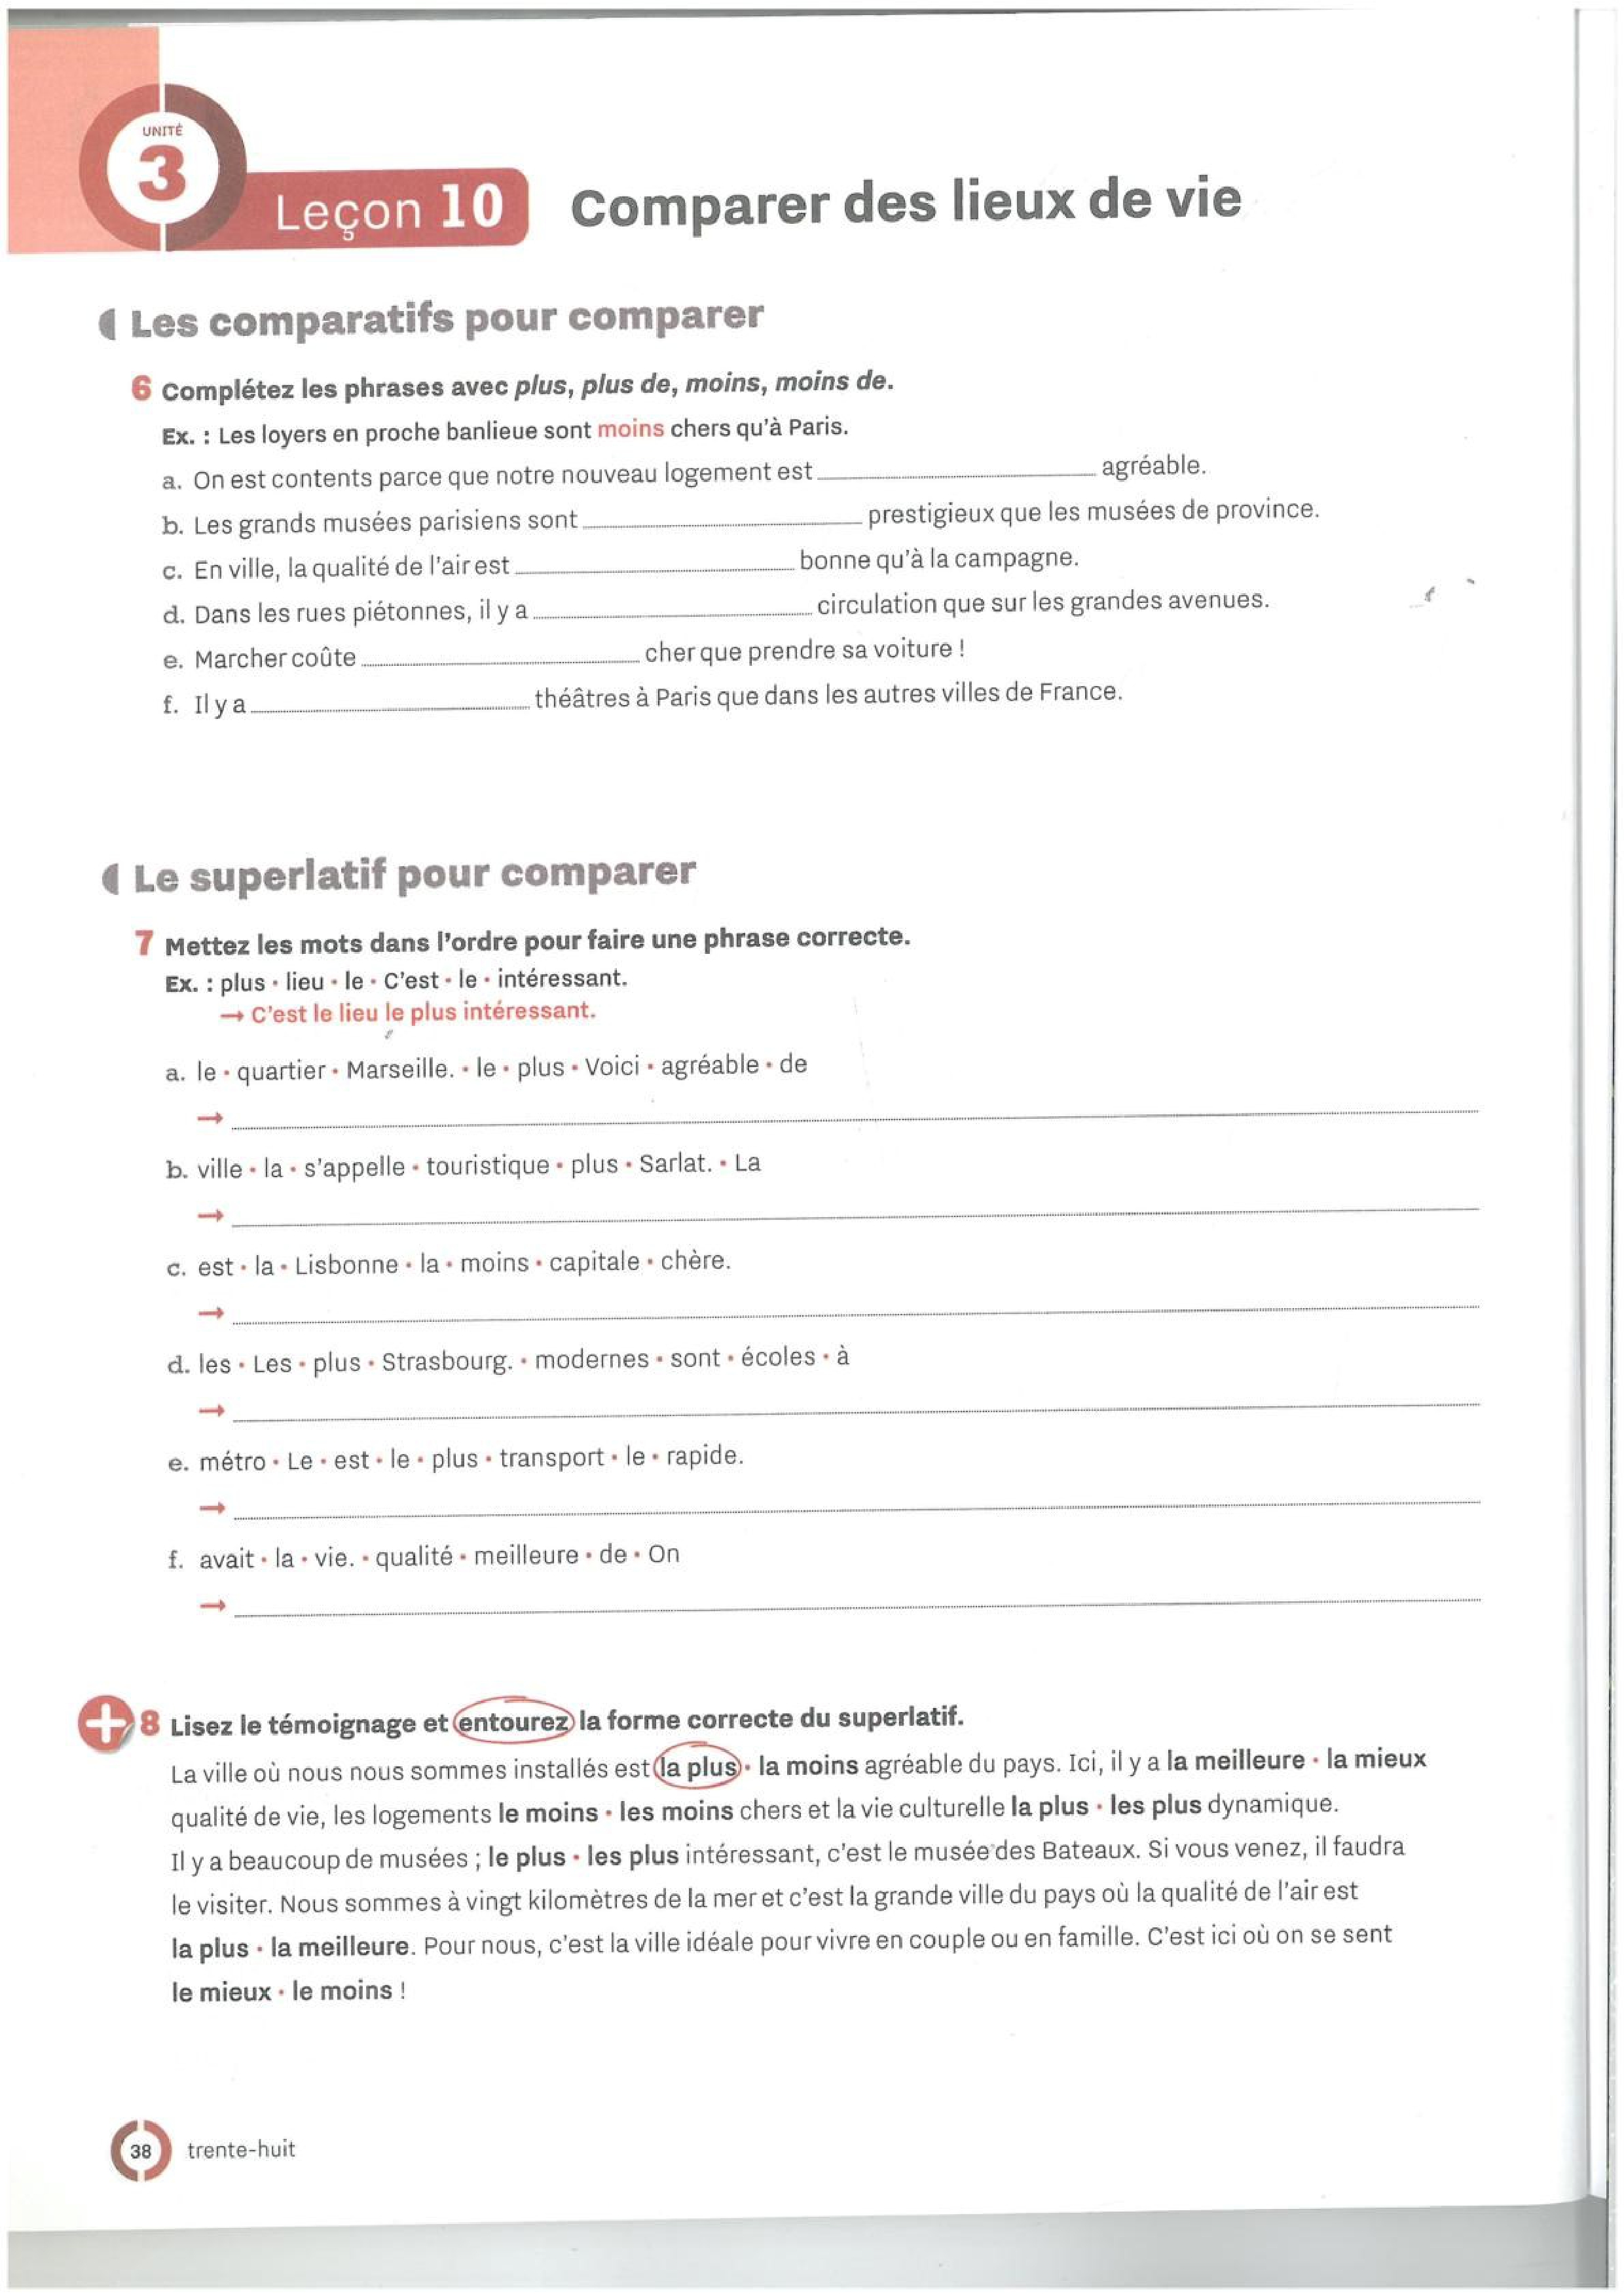 UNITÉ
3
Leçon 10
Comparer des lieux de vie
Les comparatifs pour comparer
6 Complétez les phrases avec plus, plus de, moins, moins de.
Ex. : Les loyers en proche banlieue sont moins chers qu'à Paris.
a. On est contents parce que notre nouveau logement est agréable.
b. Les grands musées parisiens sont prestigieux que les musées de province.
c. En ville, la qualité de l'air est bonne qu'à la campagne.
d. Dans les rues piétonnes, il y a circulation que sur les grandes avenues.
e. Marcher coûte cher que prendre sa voiture !
f. Il y a théâtres à Paris que dans les autres villes de France.
Le superlatif pour comparer
7 Mettez les mots dans l'ordre pour faire une phrase correcte.
Ex. : plus • lieu • le • C'est • le • intéressant.
→ C'est le lieu le plus intéressant.
a. le • quartier • Marseille. • le • plus • Voici • agréable • de
→
b. ville • la • s'appelle • touristique • plus • Sarlat. • La
→
c. est • la • Lisbonne • la • moins • capitale • chère.
→
d. les • Les • plus • Strasbourg. • modernes • sont • écoles • à
→
e. métro • Le • est • le • plus • transport • le • rapide.
→
f. avait • la • vie. • qualité • meilleure • de • On
→
+ 8 Lisez le témoignage et entourez la forme correcte du superlatif.
La ville où nous nous sommes installés est la plus • la moins agréable du pays. Ici, il y a la meilleure • la mieux
qualité de vie, les logements le moins • les moins chers et la vie culturelle la plus • les plus dynamique.
Il y a beaucoup de musées ; le plus • les plus intéressant, c'est le musée des Bateaux. Si vous venez, il faudra
le visiter. Nous sommes à vingt kilomètres de la mer et c'est la grande ville du pays où la qualité de l'air est
la plus • la meilleure. Pour nous, c'est la ville idéale pour vivre en couple ou en famille. C'est ici où on se sent
le mieux • le moins !
38 trente-huit